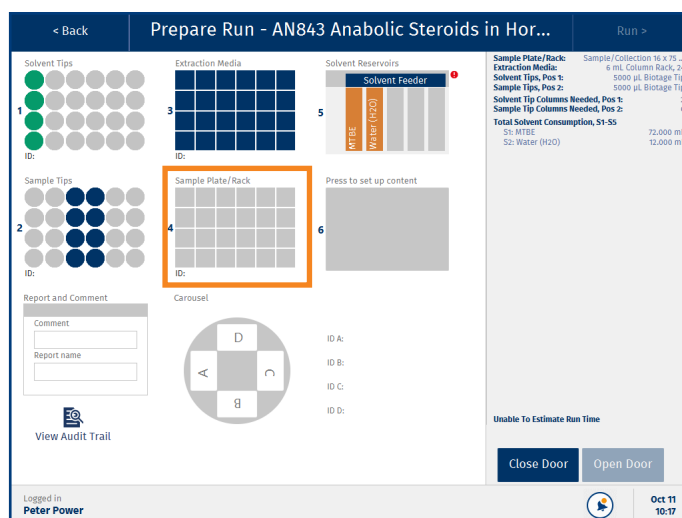 < Back
Prepare Run - AN843 Anabolic Steroids in Hor...
Run >
Solvent Tips
1
ID:
Extraction Media
3
ID:
Solvent Reservoirs
5
Solvent Feeder
MTBE
Water (H2O)
Sample Tips
2
ID:
Sample Plate/Rack
4
ID:
Press to set up content
6
Report and Comment
Comment
Report name
View Audit Trail
Carousel
A
B
C
D
ID A:
ID B:
ID C:
ID D:
Sample Plate/Rack: Sample/Collection 16 x 75 ..
Extraction Media: 6 mL Column Rack, 2
Solvent Tips, Pos 1: 5000 µL Biotage Ti
Sample Tips, Pos 2: 5000 µL Biotage Ti
Solvent Tip Columns Needed, Pos 1:
Sample Tip Columns Needed, Pos 2:
Total Solvent Consumption, S1-S5
S1: MTBE 72.000 m
S2: Water (H2O) 12.000 m
Unable To Estimate Run Time
Close Door
Open Door
Logged in
Peter Power
Oct 11
10:17